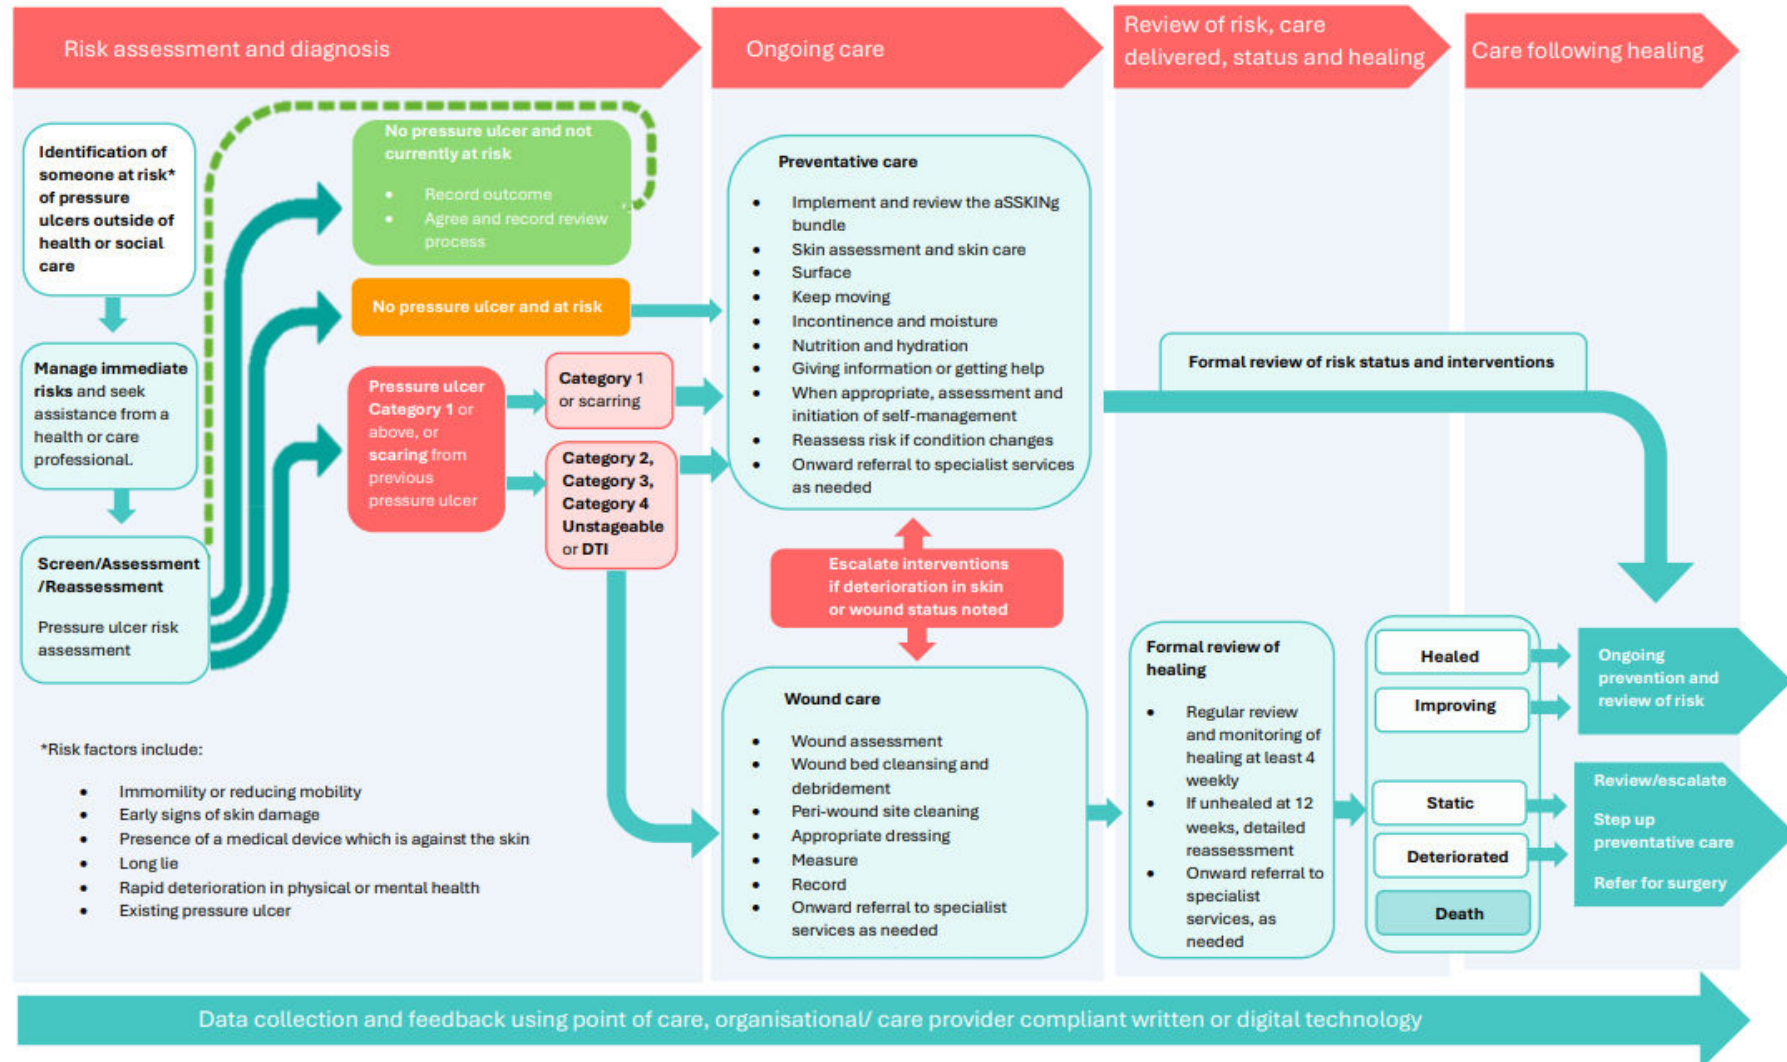 Risk assessment and diagnosis
Ongoing care
Review of risk, care
delivered, status and healing
Care following healing
Identification of
someone at risk*
of pressure
ulcers outside of
health or social
care
Manage immediate
risks and seek
assistance from a
health or care
professional.
Screen/Assessment
/Reassessment
Pressure ulcer risk
assessment
*Risk factors include:
• Immomility or reducing mobility
• Early signs of skin damage
• Presence of a medical device which is against the skin
• Long lie
• Rapid deterioration in physical or mental health
• Existing pressure ulcer
No pressure ulcer and not
currently at risk
• Record outcome
• Agree and record review
process
No pressure ulcer and at risk
Pressure ulcer
Category 1 or
above, or
scaring from
previous
pressure ulcer
Category 1
or scarring
Category 2,
Category 3,
Category 4
Unstageable
or DTI
Preventative care
• Implement and review the aSSKINg
bundle
• Skin assessment and skin care
• Surface
• Keep moving
• Incontinence and moisture
• Nutrition and hydration
• Giving information or getting help
• When appropriate, assessment and
initiation of self-management
• Reassess risk if condition changes
• Onward referral to specialist services
as needed
Escalate interventions
if deterioration in skin
or wound status noted
Wound care
• Wound assessment
• Wound bed cleansing and
debridement
• Peri-wound site cleaning
• Appropriate dressing
• Measure
• Record
• Onward referral to specialist
services as needed
Formal review of risk status and interventions
Formal review of
healing
• Regular review
and monitoring of
healing at least 4
weekly
• If unhealed at 12
weeks, detailed
reassessment
• Onward referral to
specialist
services, as
needed
Healed
Improving
Static
Deteriorated
Death
Ongoing
prevention and
review of risk
Review/escalate
Step up
preventative care
Refer for surgery
Data collection and feedback using point of care, organisational/ care provider compliant written or digital technology